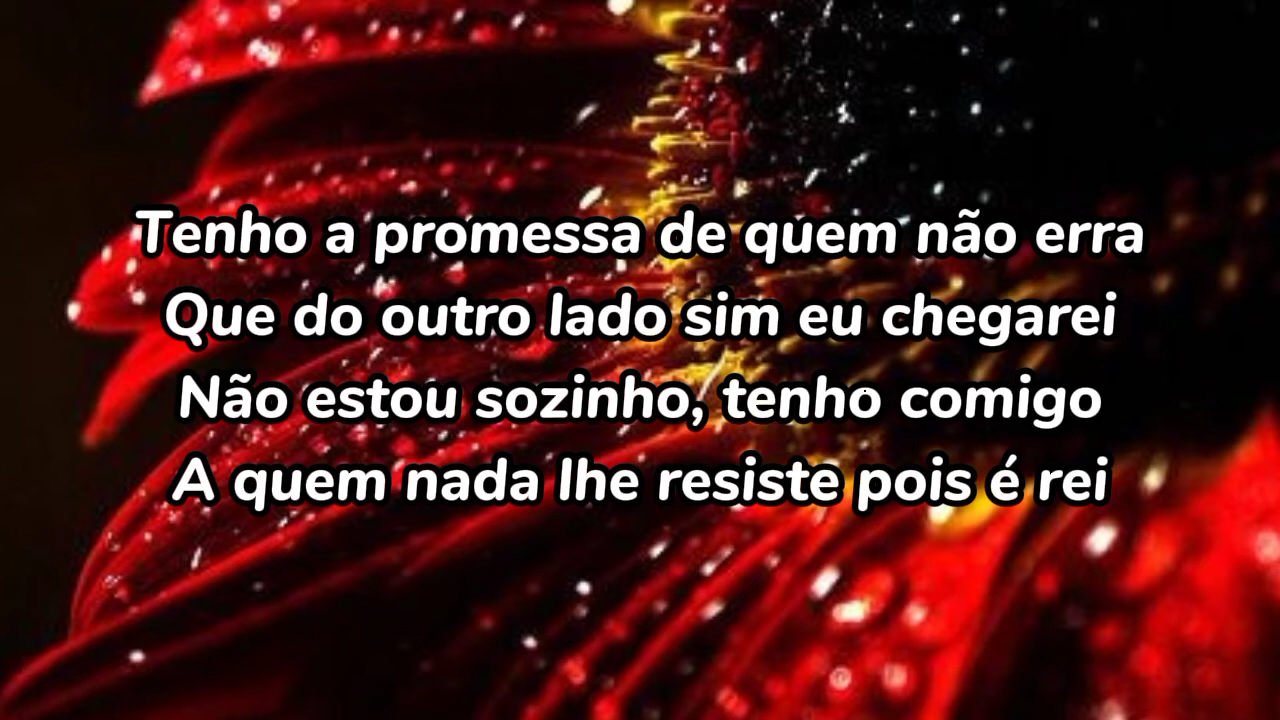 Tenho a promessa de quem não erra
Que do outro lado sim eu chegarei
Não estou sozinho, tenho comigo
A quem nada lhe resiste pois é rei